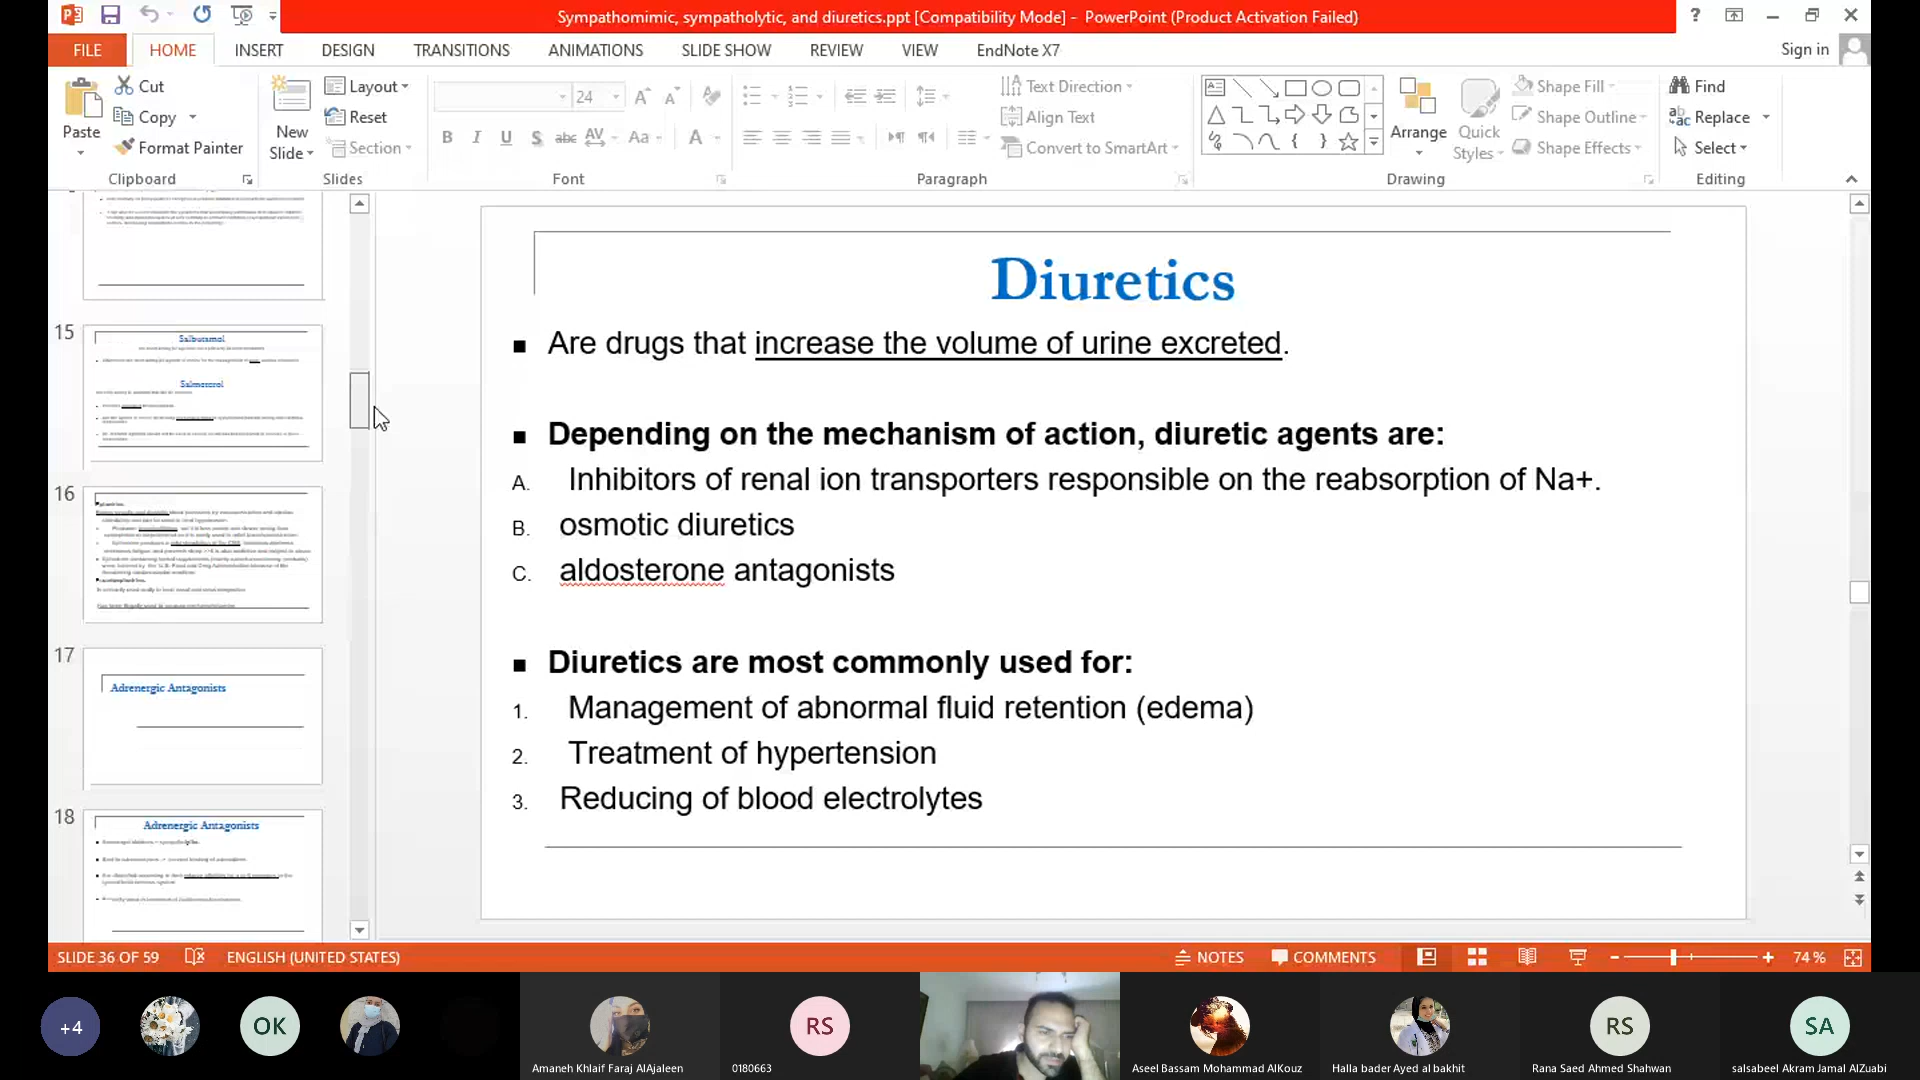 Sympathomimic, sympatholytic, and diuretics.ppt [Compatibility Mode] - PowerPoint (Product Activation Failed)
FILE HOME INSERT DESIGN TRANSITIONS ANIMATIONS SLIDE SHOW REVIEW VIEW EndNote X7 Sign in
Paste
Cut
Copy
Format Painter
Clipboard
New
Slide
Layout
Reset
Section
Slides
24
B I U S abc AV Aa A
Font
Text Direction
Align Text
Convert to SmartArt
Paragraph
Arrange
Quick
Styles
Shape Fill
Shape Outline
Shape Effects
Drawing
Find
Replace
Select
Editing
15
Salbutamol
Salmeterol
16
17
Adrenergic Antagonists
18
Adrenergic Antagonists
Diuretics
■ Are drugs that increase the volume of urine excreted.
■ Depending on the mechanism of action, diuretic agents are:
A. Inhibitors of renal ion transporters responsible on the reabsorption of Na+.
B. osmotic diuretics
C. aldosterone antagonists
■ Diuretics are most commonly used for:
1. Management of abnormal fluid retention (edema)
2. Treatment of hypertension
3. Reducing of blood electrolytes
SLIDE 36 OF 59 ENGLISH (UNITED STATES) NOTES COMMENTS 74 %
+4
OK
RS
RS
SA
Amaneh Khlaif Faraj AlAjaleen
0180663
Aseel Bassam Mohammad AlKouz
Halla bader Ayed al bakhit
Rana Saed Ahmed Shahwan
salsabeel Akram Jamal AlZuabi